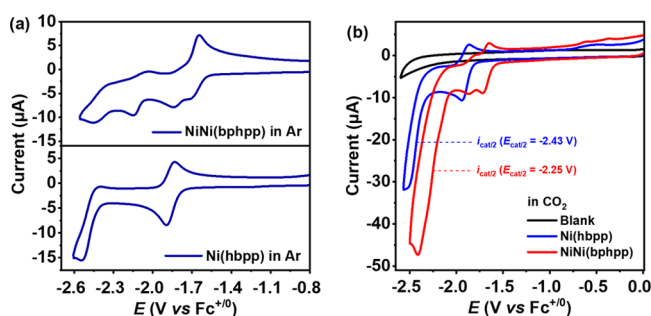 (a)
10
5
0
-5
-10
NiNi(bphpp) in Ar
5
0
-5
-10
-15
Ni(hbpp) in Ar
Current (μA)
-2.6 -2.3 -2.0 -1.7 -1.4 -1.1 -0.8
E (V vs Fc+/0)
(b)
10
0
-10
-20
-30
-40
-50
Current (μA)
icat/2 (Ecat/2 = -2.43 V)
icat/2 (Ecat/2 = -2.25 V)
in CO2
Blank
Ni(hbpp)
NiNi(bphpp)
-2.5 -2.0 -1.5 -1.0 -0.5 0.0
E (V vs Fc+/0)